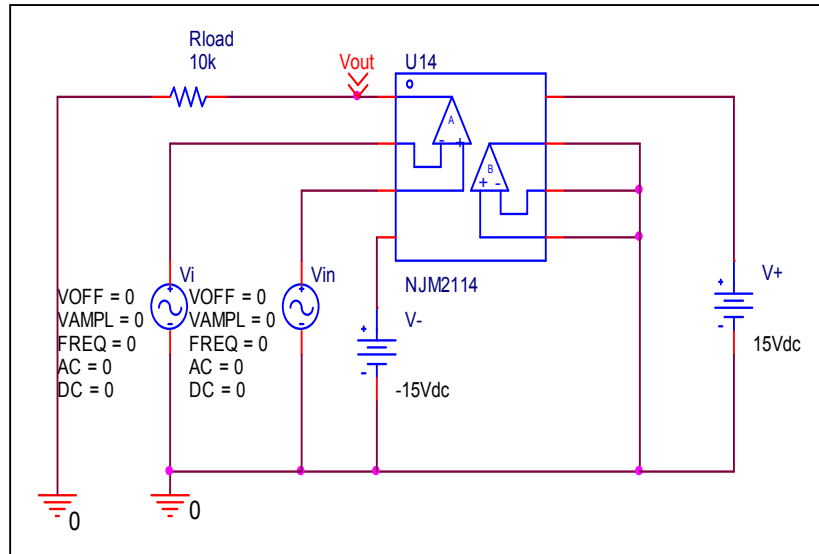 Rload
10k
Vout
U14
A
- +
B
+ -
NJM2114
+
Vi
-
VOFF = 0
VAMPL = 0
FREQ = 0
AC = 0
DC = 0
+
Vin
-
VOFF = 0
VAMPL = 0
FREQ = 0
AC = 0
DC = 0
V-
+
-
-15Vdc
V+
+
-
15Vdc
0
0